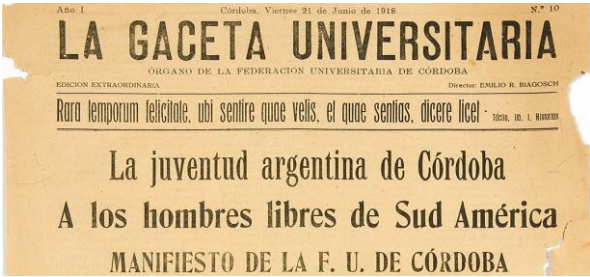 Año I Córdoba, Viernes 21 de Junio de 1918 N.º 10
LA GACETA UNIVERSITARIA
ÓRGANO DE LA FEDERACION UNIVERSITARIA DE CÓRDOBA
EDICION EXTRAORDINARIA Director: EMILIO R. BIAGOSCH
Rara temporum felicitate, ubi sentire quae velis, et quae sentias, dicere licet - Tácito, lib. I. Historias
La juventud argentina de Córdoba
A los hombres libres de Sud América
MANIFIESTO DE LA F. U. DE CÓRDOBA